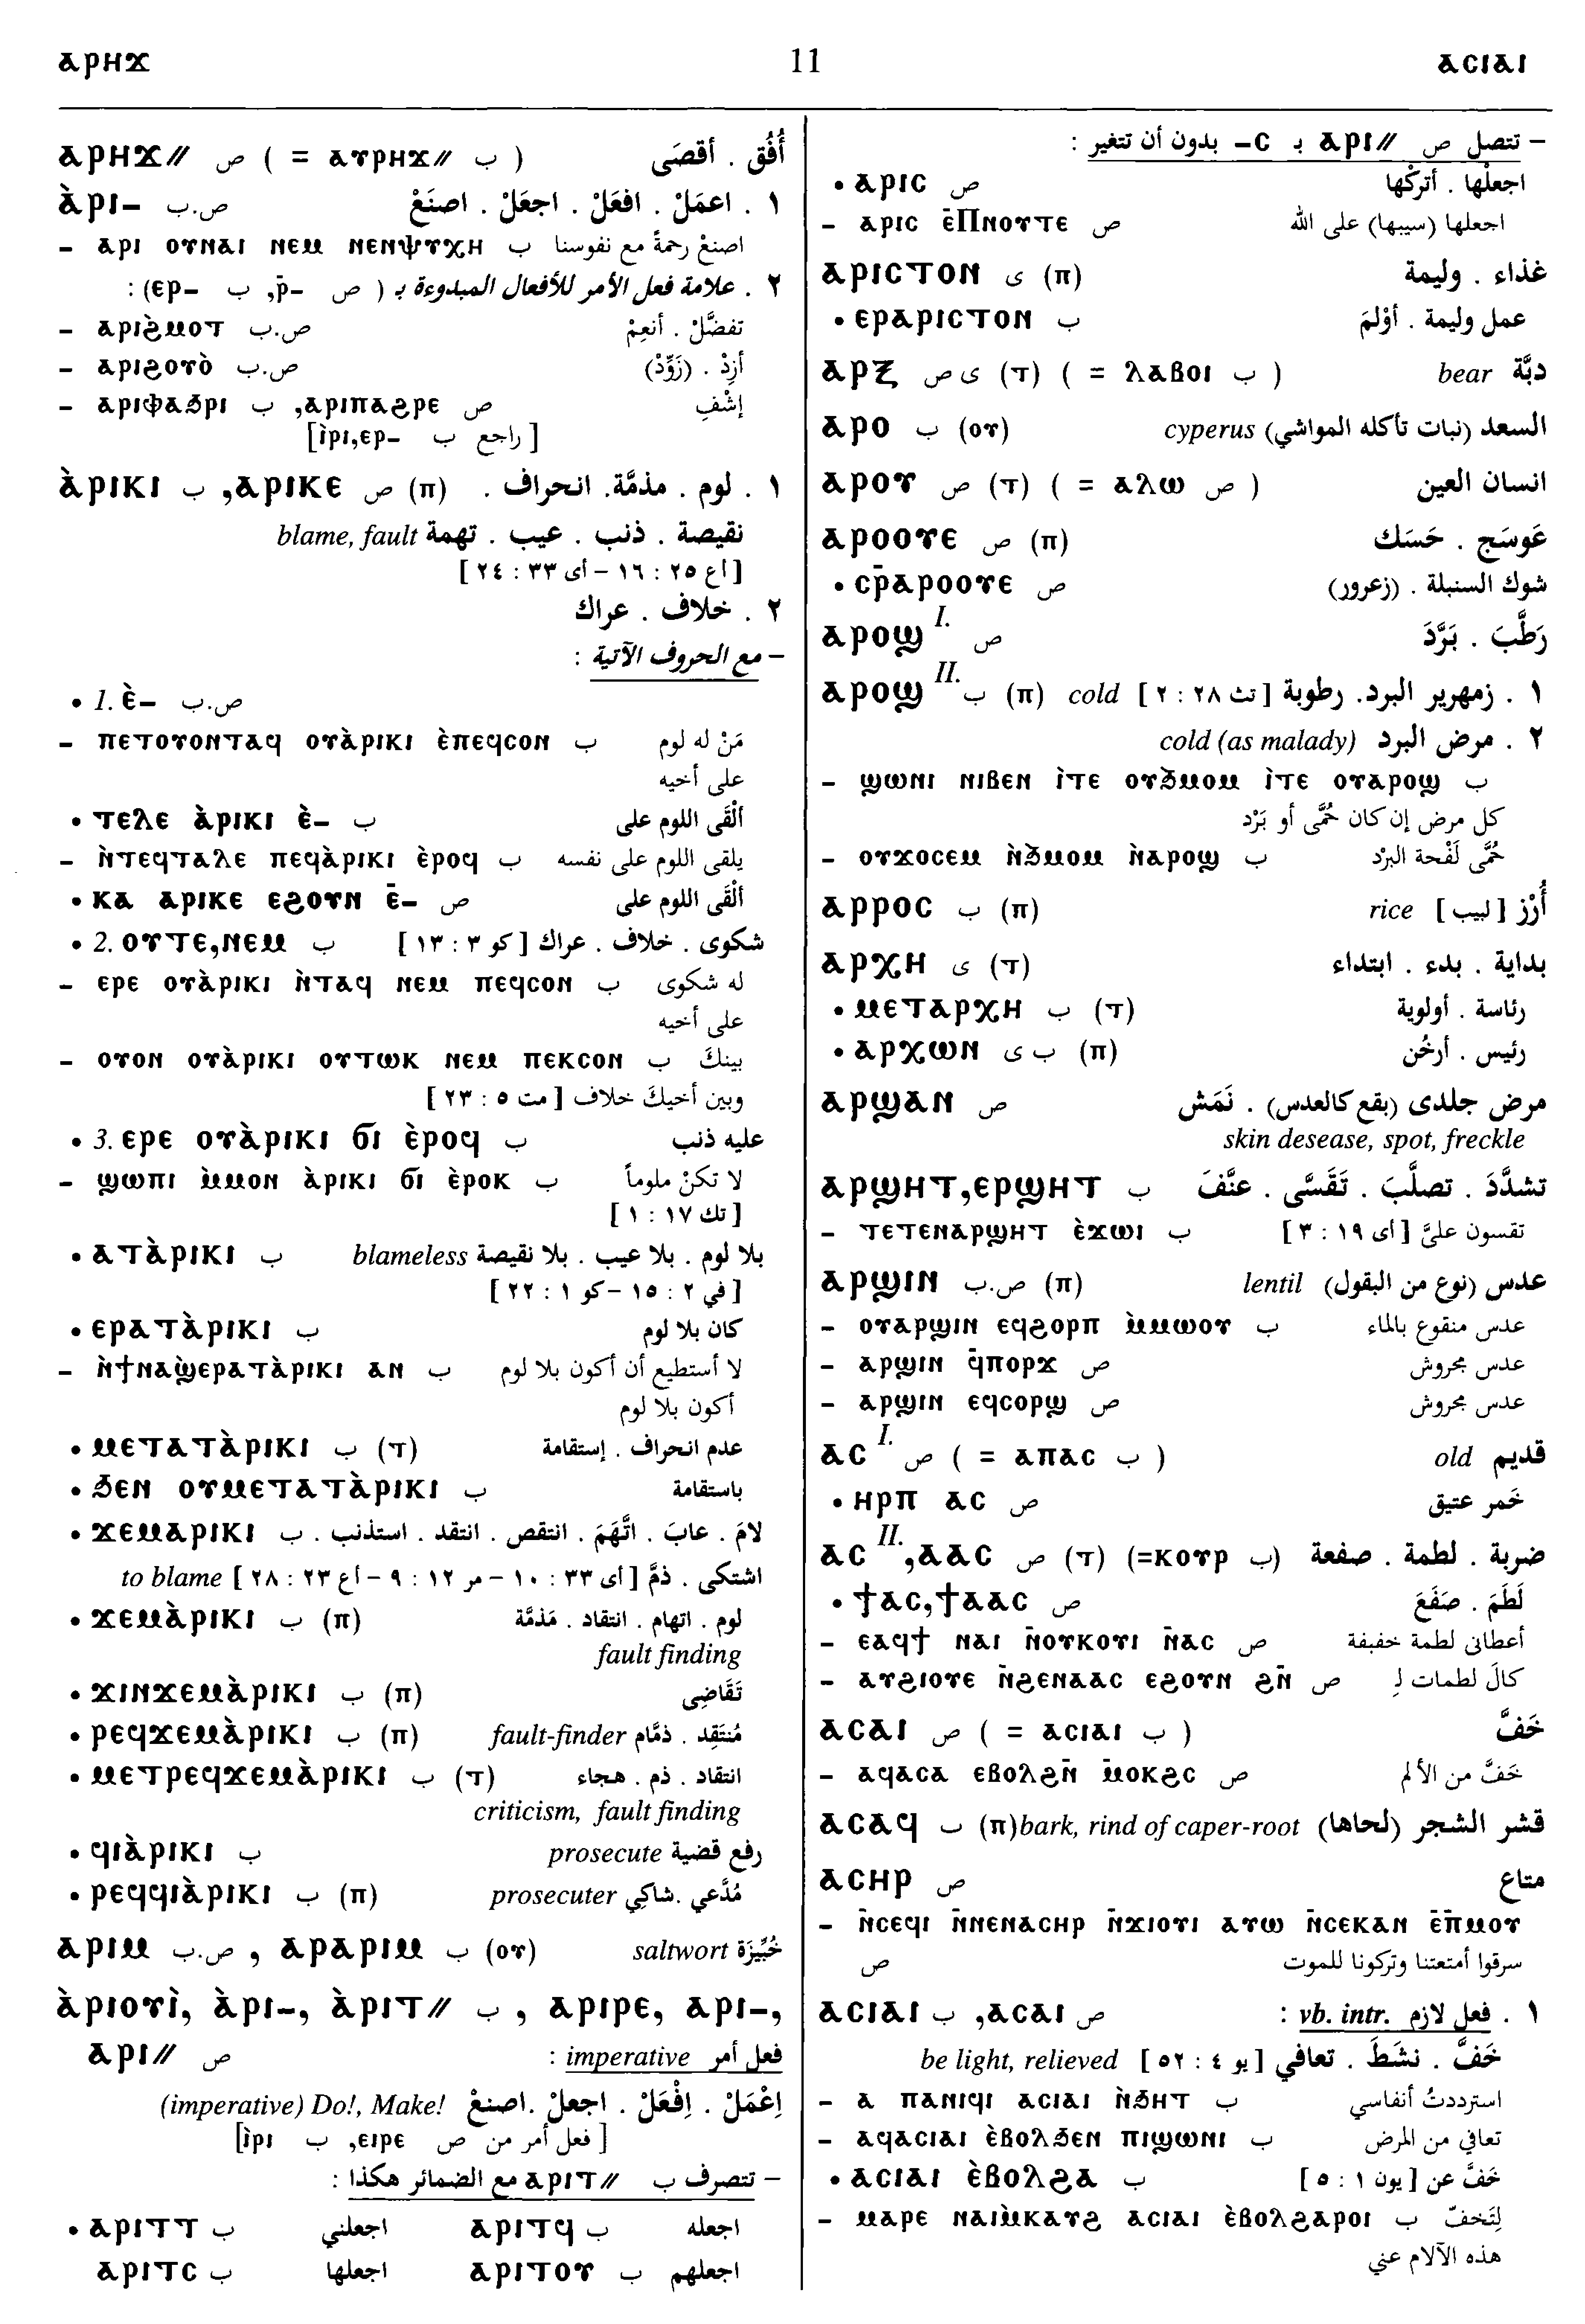 ⲁⲣⲏϫ 11 ⲁⲥⲓⲁⲓ
ⲁⲣⲏϫ// ص ( = ⲁⲩⲣⲏϫ// ب ) أُفُق . أقصَى
ⲁ̀ⲣⲓ– ص.ب ١ . اعمَلْ . افعَلْ . اجعَلْ . اصنَعْ
– ⲁⲣⲓ ⲟⲩⲛⲁⲓ ⲛⲉⲙ ⲛⲉⲛⲯⲩⲭⲏ ب اصنعْ رحمةً مع نفوسنا
٢ . علامة فعل الأمر للأفعال المبدوءة بـ ( ص ⲣ̄–, ب ⲉⲣ–) :
– ⲁⲣⲓϩ̀ⲙⲟⲧ ص.ب تفضَّلْ . أنعِمْ
– ⲁⲣⲓϩⲟⲩⲟ̀ ص.ب أزِدْ . (زَوِّدْ)
– ⲁⲣⲓⲫⲁϧⲣⲓ ب ,ⲁⲣⲓⲡⲁϩⲣⲉ ص إشْفِ
[ راجع ب ⲓ̀ⲣⲓ,ⲉⲣ–]
ⲁ̀ⲣⲓⲕⲓ ب ,ⲁⲣⲓⲕⲉ ص (ⲡ) ١ . لوم . مذمَّة. انحراف .
نقيصة . ذنب . عيب . تهمة blame, fault
[أع ٢٥ : ١٦ – أى ٣٣ : ٢٤ ]
٢ . خلاف . عراك
– مع الحروف الآتية :
• 1. ⲉ̀– ص.ب
– ⲡⲉⲧⲟⲩⲟⲛⲧⲁϥ ⲟⲩⲁ̀ⲣⲓⲕⲓ ⲉ̀ⲡⲉϥⲥⲟⲛ ب مَنْ له لوم
على أخيه
• ⲧⲉⲗⲉ ⲁ̀ⲣⲓⲕⲓ ⲉ̀– ب ألْقَى اللوم على
– ⲛ̀ⲧⲉϥⲧⲁⲗⲉ ⲡⲉϥⲁ̀ⲣⲓⲕⲓ ⲉ̀ⲣⲟϥ ب يلقى اللوم على نفسه
• ⲕⲁ ⲁⲣⲓⲕⲉ ⲉϩⲟⲩⲛ ⲉ̄– ص ألْقَى اللوم على
• 2. ⲟⲩⲧⲉ,ⲛⲉⲙ ب شكوى . خلاف . عراك [ كو ٣ : ١٣ ]
– ⲉⲣⲉ ⲟⲩⲁ̀ⲣⲓⲕⲓ ⲛ̀ⲧⲁϥ ⲛⲉⲙ ⲡⲉϥⲥⲟⲛ ب له شكوى
على أخيه
– ⲟⲩⲟⲛ ⲟⲩⲁ̀ⲣⲓⲕⲓ ⲟⲩⲧⲱⲕ ⲛⲉⲙ ⲡⲉⲕⲥⲟⲛ ب بينكَ
وبين أخيكَ خلاف [ مت ٥ : ٢٣ ]
• 3. ⲉⲣⲉ ⲟⲩⲁ̀ⲣⲓⲕⲓ ϭⲓ ⲉ̀ⲣⲟϥ ب عليه ذنب
– ϣⲱⲡⲓ ⲙ̀ⲙⲟⲛ ⲁ̀ⲣⲓⲕⲓ ϭⲓ ⲉ̀ⲣⲟⲕ ب لا تكنْ ملوماً
[ تك ١٧ : ١ ]
• ⲁⲧⲁ̀ⲣⲓⲕⲓ ب بلا لوم . بلا عيب . بلا نقيصة blameless
[ في ٢ : ١٥ –كو ١ : ٢٢ ]
• ⲉⲣⲁⲧⲁ̀ⲣⲓⲕⲓ ب كان بلا لوم
– ⲛ̀ϯⲛⲁϣ̀ⲉⲣⲁⲧⲁ̀ⲣⲓⲕⲓ ⲁⲛ ب لا أستطيع أن أكون بلا لوم
أكون بلا لوم
• ⲙⲉⲧⲁⲧⲁ̀ⲣⲓⲕⲓ ب (ⲧ) عدم انحراف . إستقامة
• ϧⲉⲛ ⲟⲩⲙⲉⲧⲁⲧⲁ̀ⲣⲓⲕⲓ ب باستقامة
• ϫⲉⲙⲁⲣⲓⲕⲓ ب . لامَ . عابَ . اتَّهَمَ . انتقص . انتقد . استذنب
اشتكى . ذمَّ [ أى ٣٣ : ١٠ – مر ١٢ : ٩ – أع ٢٣ : ٢٨ ] to blame
• ϫⲉⲙⲁ̀ⲣⲓⲕⲓ ب (ⲡ) لوم . اتهام . انتقاد . مَذمَّة
fault finding
• ϫⲓⲛϫⲉⲙⲁ̀ⲣⲓⲕⲓ ب (ⲡ) تَقَاضِى
• ⲣⲉϥϫⲉⲙⲁ̀ⲣⲓⲕⲓ ب (ⲡ) مُنتَقِد . ذمَّام fault-finder
• ⲙⲉⲧⲣⲉϥϫⲉⲙⲁ̀ⲣⲓⲕⲓ ب (ⲧ) انتقاد . ذم . هجاء
criticism, fault finding
• ϥⲓⲁ̀ⲣⲓⲕⲓ ب رفع قضية prosecute
• ⲣⲉϥϥⲓⲁ̀ⲣⲓⲕⲓ ب (ⲡ) مُدَّعي .شاكِي prosecuter
ⲁⲣⲓⲙ ص.ب , ⲁⲣⲁⲣⲓⲙ ب (ⲟⲩ) خُبِّيزَة saltwort
ⲁ̀ⲣⲓⲟⲩⲓ̀, ⲁ̀ⲣⲓ–, ⲁ̀ⲣⲓⲧ// ب , ⲁⲣⲓⲣⲉ, ⲁⲣⲓ–,
ⲁⲣⲓ// ص فعل أمر imperative :
إعْمَلْ . إفْعَلْ . اجعلْ .اصنعْ (imperative) Do!, Make!
[ فعل أمر من ص ⲉⲓⲣⲉ, ب ⲓ̀ⲣⲓ]
– تتصرف ب ⲁⲣⲓⲧ// مع الضمائر هكذا :
• ⲁⲣⲓⲧⲧ ب اجعلني ⲁⲣⲓⲧϥ ب اجعله
ⲁⲣⲓⲧⲥ ب اجعلها ⲁⲣⲓⲧⲟⲩ ب اجعلهم
– تتصل ص ⲁⲣⲓ// بـ ⲥ– بدون أن تتغير :
• ⲁⲣⲓⲥ ص اجعلْها . أتركْها
– ⲁⲣⲓⲥ ⲉ̄ⲡⲛⲟⲩⲧⲉ ص اجعلها (سيبها) على الله
ⲁⲣⲓⲥⲧⲟⲛ ى (ⲡ) غذاء . وليمة
• ⲉⲣⲁⲣⲓⲥⲧⲟⲛ ب عمل وليمة . أوْلمَ
ⲁⲣⲝ ى ص (ⲧ) ( = ⲗⲁⲃⲟⲓ ب ) دبَّة bear
ⲁⲣⲟ ب (ⲟⲩ) السعد (نبات تأكله المواشي) cyperus
ⲁⲣⲟⲩ ص (ⲧ) ( = ⲁⲗⲱ ص ) انسان العين
ⲁⲣⲟⲟⲩⲉ ص (ⲡ) عَوسَج . حَسَك
• ⲥⲣ̄ⲁⲣⲟⲟⲩⲉ ص شوك السنبلة . (زعرور)
ⲁⲣⲟϣ I. ص رَطَّبَ . بَرَّدَ
ⲁⲣⲟϣ II. ب (ⲡ) ١ . زمهرير البرد. رطوبة [تث ٢٨ : ٢ ] cold
٢ . مرض البرد cold (as malady)
– ϣⲱⲛⲓ ⲛⲓⲃⲉⲛ ⲓ̀ⲧⲉ ⲟⲩϧ̀ⲙⲟⲙ ⲓ̀ⲧⲉ ⲟⲩⲁⲣⲟϣ ب
كل مرض إن كان حُمَّى أو بَرْد
– ⲟⲩϫⲟⲥⲉⲙ ⲛ̀ϧ̀ⲙⲟⲙ ⲛ̀ⲁⲣⲟϣ ب حُمَّى لَفْحة البرْد
ⲁⲣⲣⲟⲥ ب (ⲡ) أُرْز [ لبيب ] rice
ⲁⲣⲭⲏ ى (ⲧ) بداية . بدء . ابتداء
• ⲙⲉⲧⲁⲣⲭⲏ ب (ⲧ) رئاسة . أولوية
• ⲁⲣⲭⲱⲛ ب ى (ⲡ) رئيس . أرخُن
ⲁⲣϣⲁⲛ ص مرض جلدى (بقع كالعدس) . نَمَش
skin desease, spot, freckle
ⲁⲣϣⲏⲧ,ⲉⲣϣⲏⲧ ب تشدَّدَ . تصلَّبَ . تَقَسَّى . عنَّفَ
– ⲧⲉⲧⲉⲛⲁⲣϣⲏⲧ ⲉ̀ϫⲱⲓ ب تقسون علىَّ [ أى ١٩ : ٣ ]
ⲁⲣϣⲓⲛ ص.ب (ⲡ) عدس (نوع من البقول) lentil
– ⲟⲩⲁⲣϣⲓⲛ ⲉϥϩⲟⲣⲡ ⲙ̀ⲙⲱⲟⲩ ب عدس منقوع بالماء
– ⲁⲣϣⲓⲛ ϥ̄ⲡⲟⲣϫ ص عدس مجروش
– ⲁⲣϣⲓⲛ ⲉϥⲥⲟⲣϣ ص عدس مجروش
ⲁⲥ I. ص ( = ⲁⲡⲁⲥ ب ) قديم old
• ⲏⲣⲡ ⲁⲥ ص خَمر عتيق
ⲁⲥ II.,ⲁⲁⲥ ص (ⲧ) (=ⲕⲟⲩⲣ ب) ضربة . لطمة . صفعة
• ϯⲁⲥ,ϯⲁⲁⲥ ص لَطَمَ . صَفَعَ
– ⲉⲁϥϯ ⲛⲁⲓ ⲛ̄ⲟⲩⲕⲟⲩⲓ ⲛ̄ⲁⲥ ص أعطانى لطمة خفيفة
– ⲁⲩϩⲓⲟⲩⲉ ⲛ̄ϩⲉⲛⲁⲁⲥ ⲉϩⲟⲩⲛ ϩⲛ̄ ص كالَ لطمات لِـ
ⲁⲥⲁⲓ ص ( = ⲁⲥⲓⲁⲓ ب ) خَفَّ
– ⲁϥⲁⲥⲁ ⲉⲃⲟⲗϩⲛ̄ ⲙ̄ⲟⲕϩⲥ ص خَفَّ من الألم
ⲁⲥⲁϥ ب (ⲡ) قشر الشجر (لحاها) bark, rind of caper-root
ⲁⲥⲏⲣ ص متاع
– ⲛ̄ⲥⲉϥⲓ ⲛ̄ⲛⲉⲛⲁⲥⲏⲣ ⲛ̄ϫⲓⲟⲩⲓ ⲁⲩⲱ ⲛ̄ⲥⲉⲕⲁⲛ ⲉ̄ⲡ̄ⲙⲟⲩ
ص سرقوا أمتعتنا وتركونا للموت
ⲁⲥⲓⲁⲓ ب ,ⲁⲥⲁⲓ ص ١ . فعل لازم vb. intr. :
خَفَّ . نشَطَ . تعافي [ يو ٤ : ٥٢ ] be light, relieved
– ⲁ ⲡⲁⲛⲓϥⲓ ⲁⲥⲓⲁⲓ ⲛ̀ϧⲏⲧ ب استرددتُ أنفاسي
– ⲁϥⲁⲥⲓⲁⲓ ⲉ̀ⲃⲟⲗϧⲉⲛ ⲡⲓϣⲱⲛⲓ ب تعافي من المرض
• ⲁⲥⲓⲁⲓ ⲉ̀ⲃⲟⲗϩⲁ ب خَفَّ عن [ يون ١ : ٥ ]
– ⲙⲁⲣⲉ ⲛⲁⲓⲙ̀ⲕⲁⲩϩ ⲁⲥⲓⲁⲓ ⲉ̀ⲃⲟⲗϩⲁⲣⲟⲓ ب لِتَخفّ
هذه الآلام عني